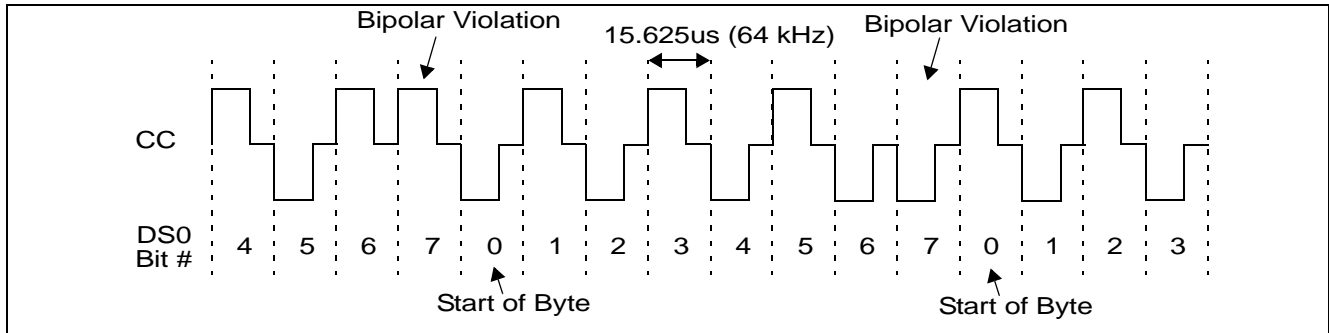 Bipolar Violation
15.625us (64 kHz)
Bipolar Violation
CC
DS0
Bit #
4 5 6 7 0 1 2 3 4 5 6 7 0 1 2 3
Start of Byte
Start of Byte